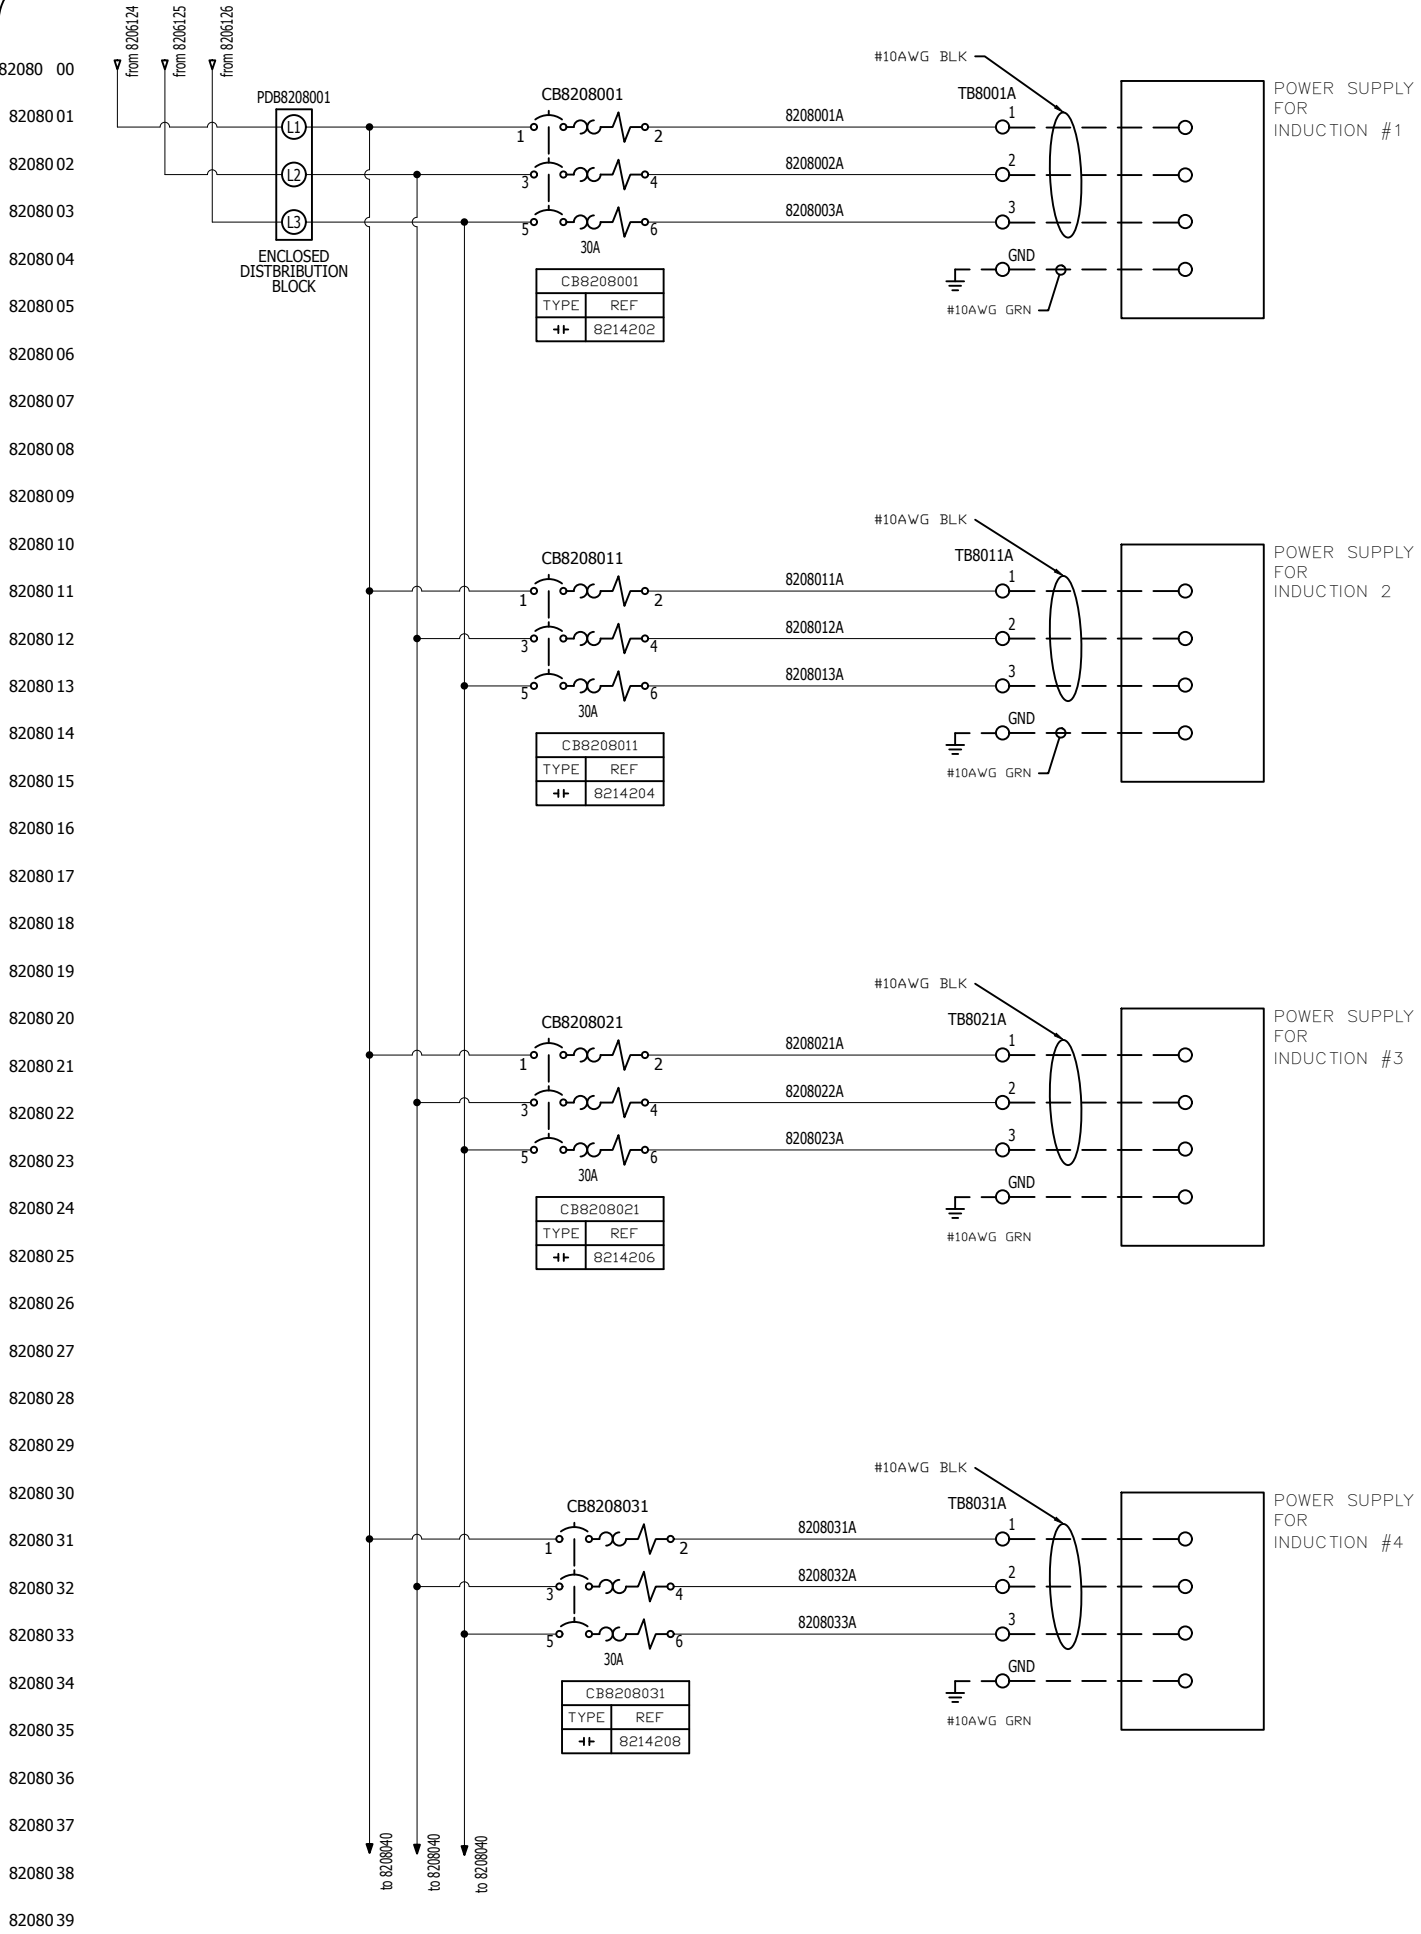 from 8206124
from 8206125
from 8206126
82080 00
#10AWG BLK
POWER SUPPLY
FOR
INDUCTION #1
PDB8208001
CB8208001
TB8001A
82080 01
L1
1
2
8208001A
1
82080 02
L2
3
4
8208002A
2
82080 03
L3
5
6
8208003A
3
30A
82080 04
ENCLOSED
DISTBRIBUTION
BLOCK
GND
CB8208001
TYPE REF
8214202
#10AWG GRN
82080 05
82080 06
82080 07
82080 08
82080 09
#10AWG BLK
82080 10
CB8208011
TB8011A
POWER SUPPLY
FOR
INDUCTION 2
82080 11
1
2
8208011A
1
82080 12
3
4
8208012A
2
82080 13
5
6
8208013A
3
30A
82080 14
GND
CB8208011
TYPE REF
8214204
#10AWG GRN
82080 15
82080 16
82080 17
82080 18
82080 19
#10AWG BLK
82080 20
CB8208021
TB8021A
POWER SUPPLY
FOR
INDUCTION #3
82080 21
1
2
8208021A
1
82080 22
3
4
8208022A
2
82080 23
5
6
8208023A
3
30A
82080 24
GND
CB8208021
TYPE REF
8214206
#10AWG GRN
82080 25
82080 26
82080 27
82080 28
82080 29
#10AWG BLK
82080 30
CB8208031
TB8031A
POWER SUPPLY
FOR
INDUCTION #4
82080 31
1
2
8208031A
1
82080 32
3
4
8208032A
2
82080 33
5
6
8208033A
3
30A
82080 34
GND
CB8208031
TYPE REF
8214208
#10AWG GRN
82080 35
82080 36
82080 37
to 8208040
to 8208040
to 8208040
82080 38
82080 39